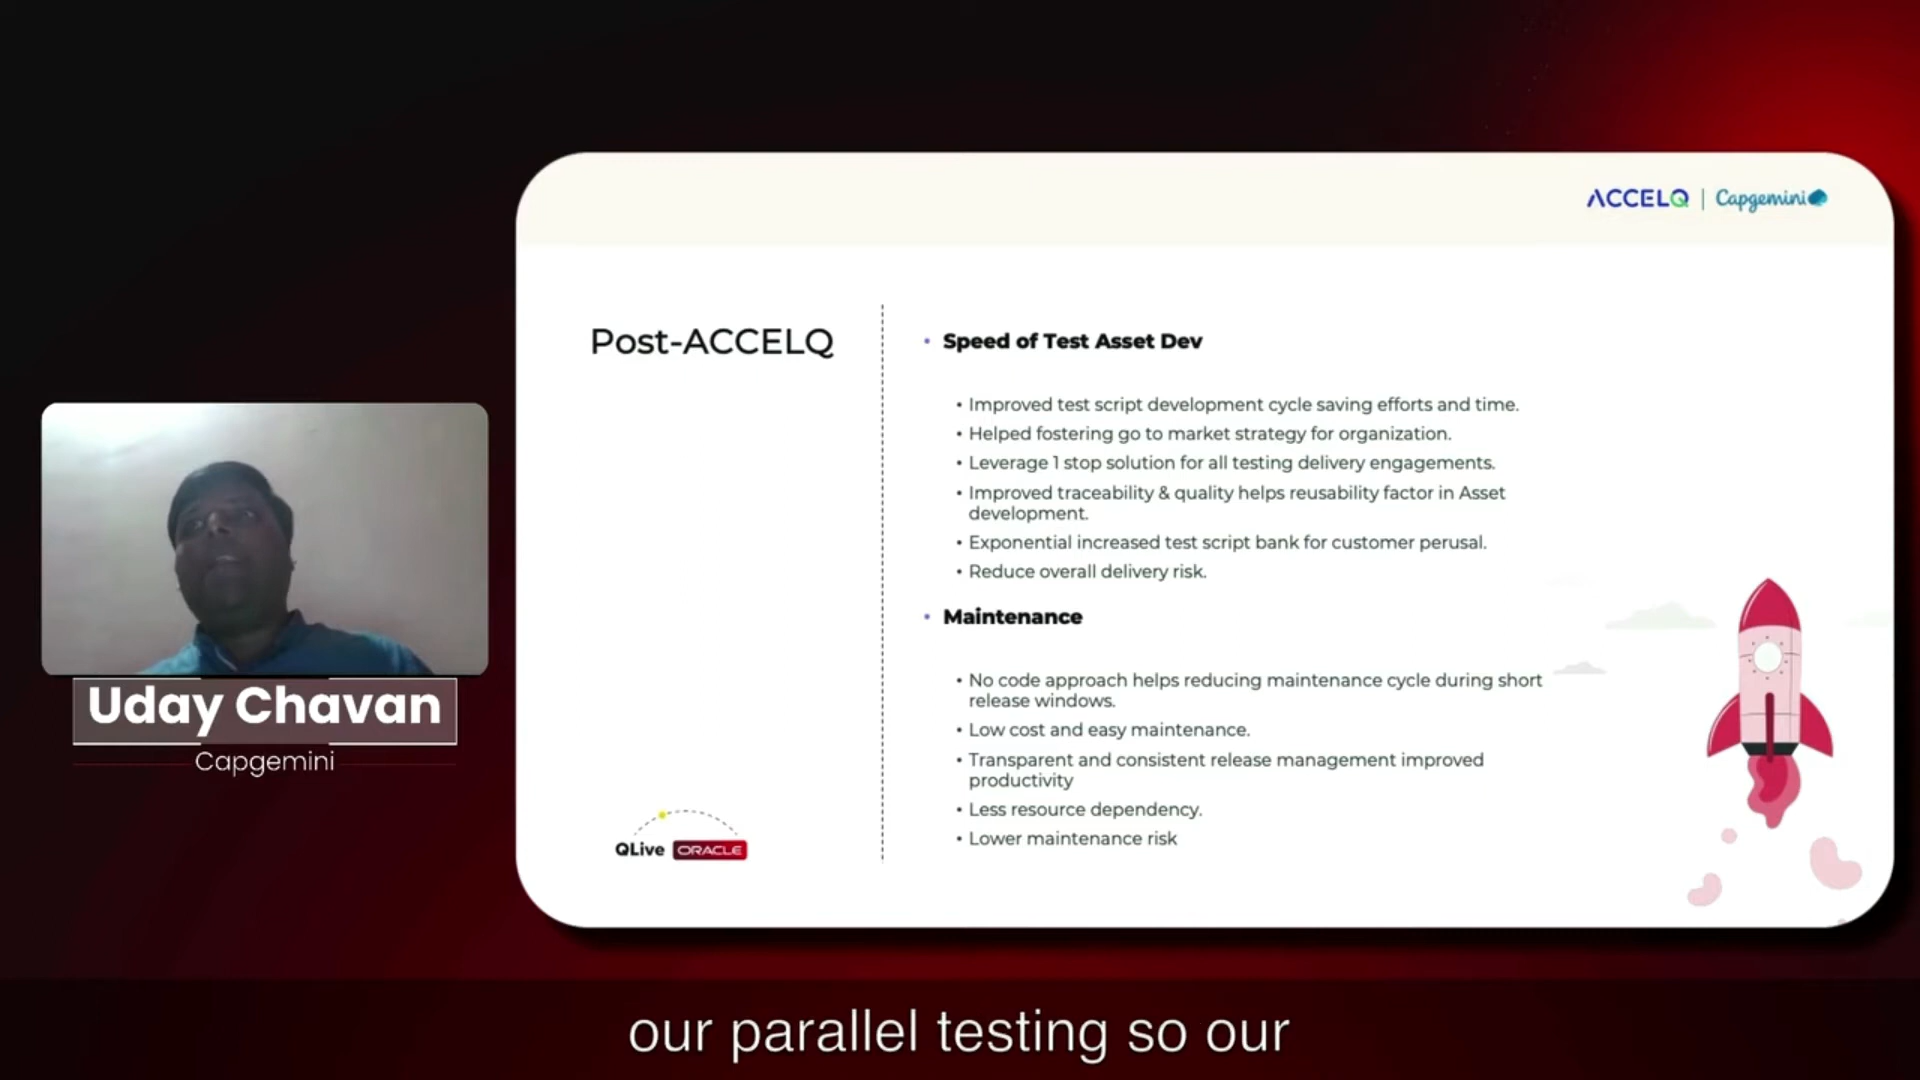 ACCELQ | Capgemini
Post-ACCELQ
• Speed of Test Asset Dev
• Improved test script development cycle saving efforts and time.
• Helped fostering go to market strategy for organization.
• Leverage 1 stop solution for all testing delivery engagements.
• Improved traceability & quality helps reusability factor in Asset
development.
• Exponential increased test script bank for customer perusal.
• Reduce overall delivery risk.
• Maintenance
• No code approach helps reducing maintenance cycle during short
release windows.
• Low cost and easy maintenance.
• Transparent and consistent release management improved
productivity
• Less resource dependency.
• Lower maintenance risk
QLive ORACLE
Uday Chavan
Capgemini
our parallel testing so our